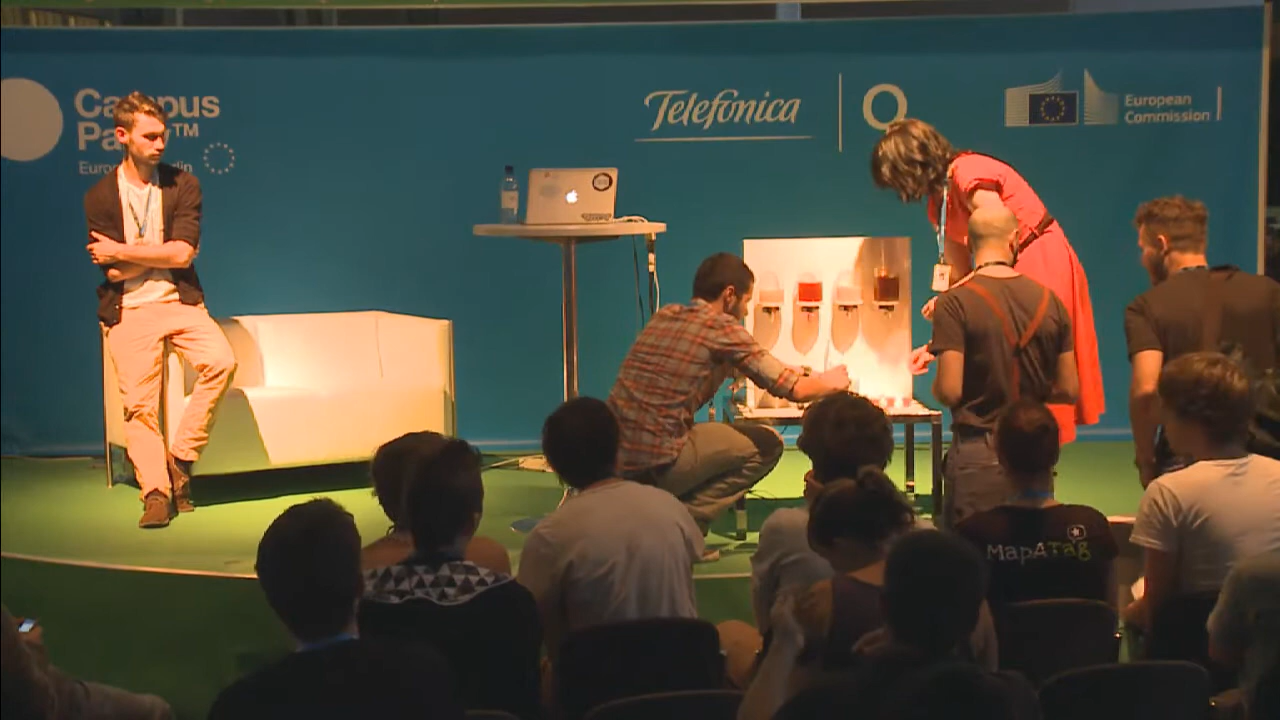 Campus
Party™
Telefonica
European
Commission
MapATag